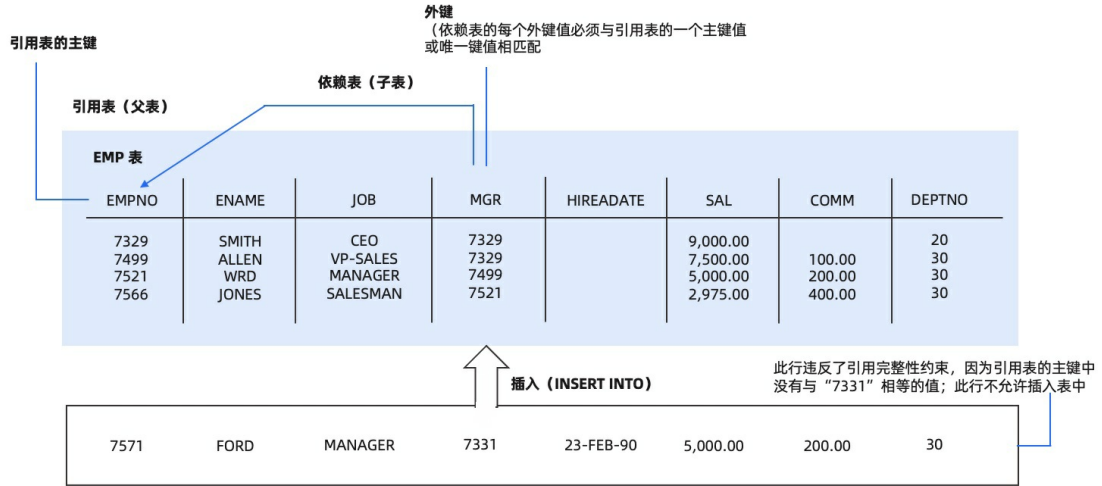 外键
（依赖表的每个外键值必须与引用表的一个主键值
或唯一键值相匹配
引用表的主键
依赖表（子表）
引用表（父表）
EMP 表
EMPNO ENAME JOB MGR HIREADATE SAL COMM DEPTNO
7329 SMITH CEO 7329 9,000.00 20
7499 ALLEN VP-SALES 7329 7,500.00 100.00 30
7521 WRD MANAGER 7499 5,000.00 200.00 30
7566 JONES SALESMAN 7521 2,975.00 400.00 30
此行违反了引用完整性约束，因为引用表的主键中
没有与“7331”相等的值；此行不允许插入表中
插入（INSERT INTO）
7571 FORD MANAGER 7331 23-FEB-90 5,000.00 200.00 30